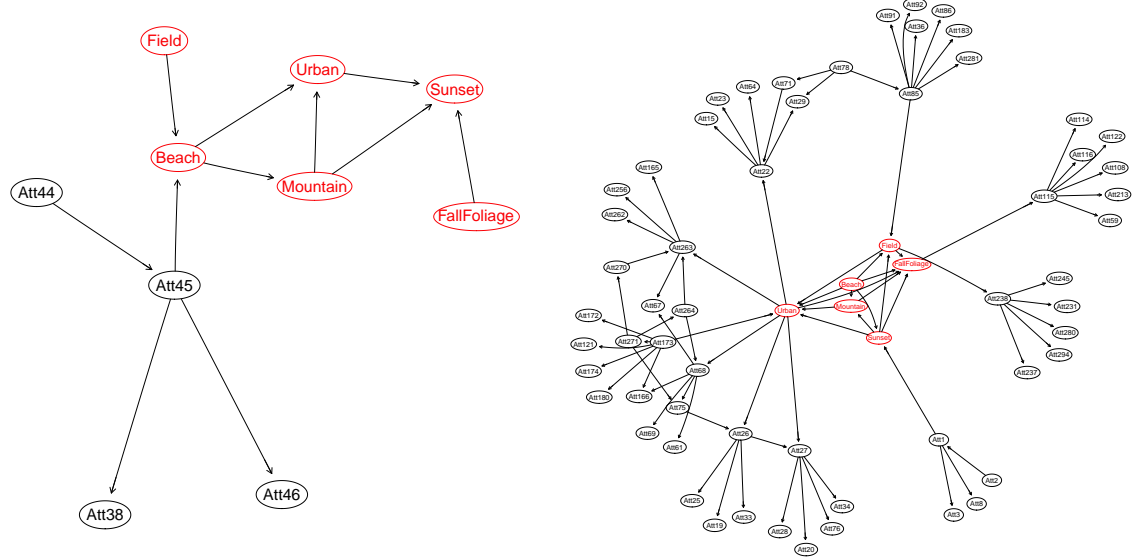 Field
Urban
Sunset
Beach
Mountain
Att44
FallFoliage
Att45
Att46
Att38
Att92
Att86
Att91
Att36
Att183
Att281
Att78
Att71
Att85
Att64
Att23
Att29
Att15
Att114
Att122
Att116
Att108
Att165
Att22
Att256
Att115
Att213
Att262
Att59
Att263
Field
FallFoliage
Att270
Att245
Beach
Att238
Att67
Att264
Mountain
Att231
Att172
Urban
Att280
Att121
Att271
Att173
Sunset
Att294
Att174
Att68
Att237
Att180
Att166
Att75
Att69
Att26
Att61
Att1
Att27
Att2
Att25
Att34
Att8
Att19
Att33
Att3
Att28
Att76
Att20